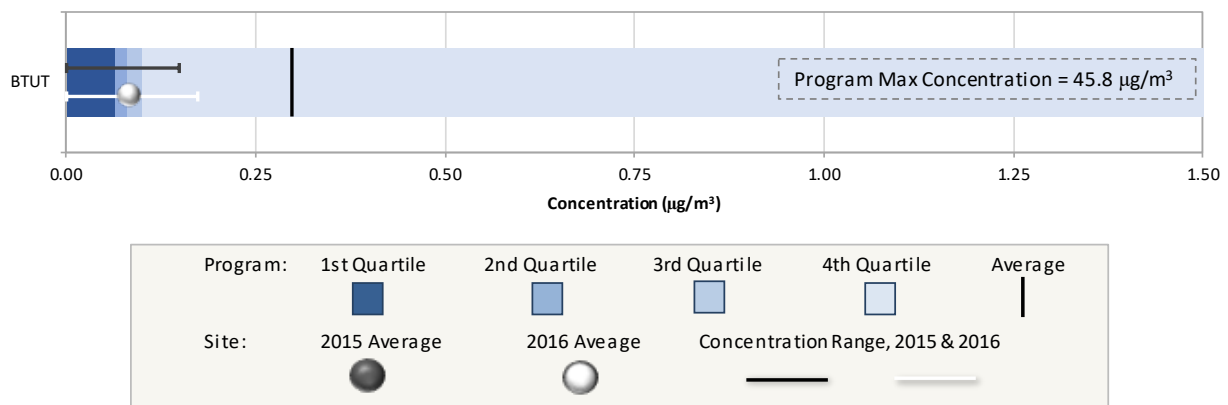 BTUT
Program Max Concentration = 45.8 µg/m³
0.00 0.25 0.50 0.75 1.00 1.25 1.50
Concentration (µg/m³)
Program: 1st Quartile 2nd Quartile 3rd Quartile 4th Quartile Average
Site: 2015 Average 2016 Aveage Concentration Range, 2015 & 2016